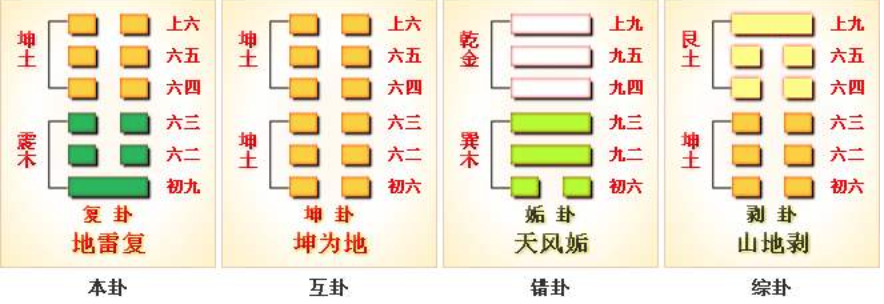 坤土
上六
六五
六四
震木
六三
六二
初九
复 卦
地雷复
本卦
坤土
上六
六五
六四
坤土
六三
六二
初六
坤 卦
坤为地
互卦
乾金
上九
九五
九四
巽木
九三
九二
初六
姤 卦
天风姤
错卦
艮土
上九
六五
六四
坤土
六三
六二
初六
剥 卦
山地剥
综卦